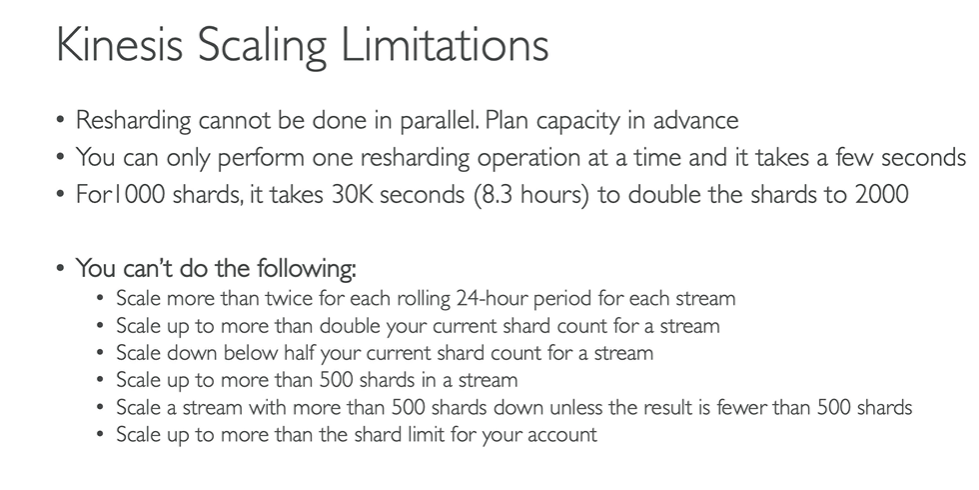 Kinesis Scaling Limitations
• Resharding cannot be done in parallel. Plan capacity in advance
• You can only perform one resharding operation at a time and it takes a few seconds
• For1000 shards, it takes 30K seconds (8.3 hours) to double the shards to 2000
• You can't do the following:
• Scale more than twice for each rolling 24-hour period for each stream
• Scale up to more than double your current shard count for a stream
• Scale down below half your current shard count for a stream
• Scale up to more than 500 shards in a stream
• Scale a stream with more than 500 shards down unless the result is fewer than 500 shards
• Scale up to more than the shard limit for your account